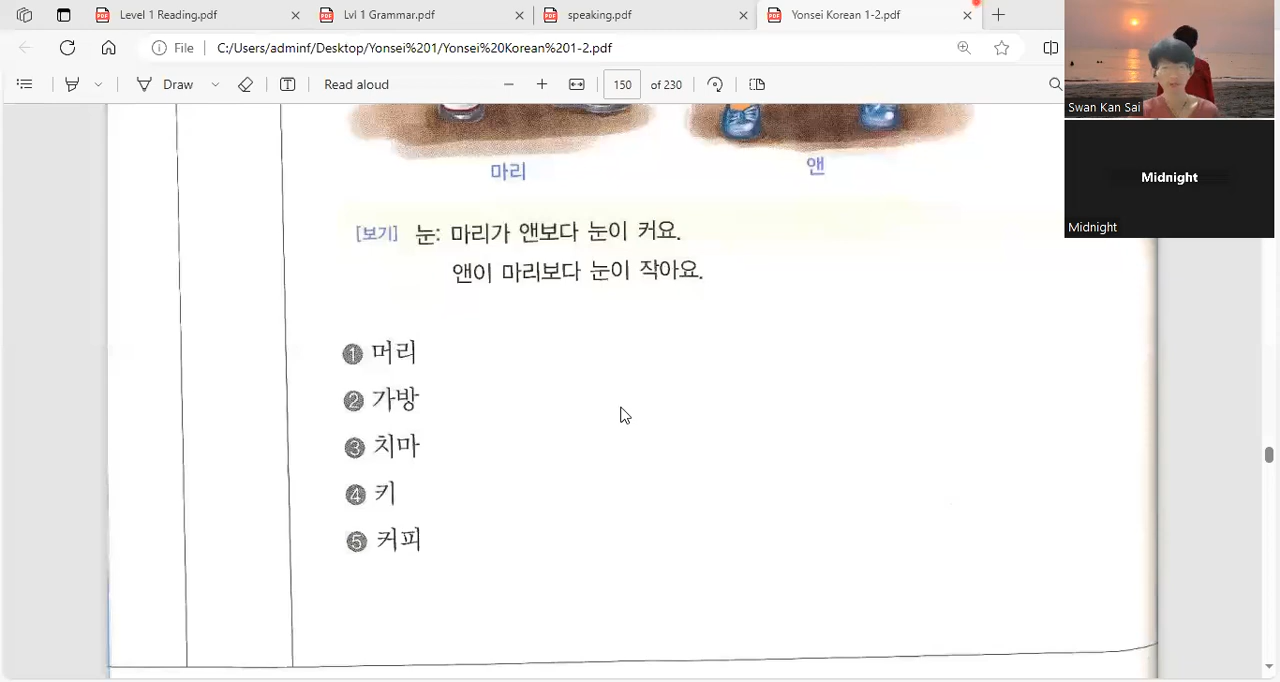 Level 1 Reading.pdf
Lvl 1 Grammar.pdf
speaking.pdf
Yonsei Korean 1-2.pdf
File
C:/Users/adminf/Desktop/Yonsei%201/Yonsei%20Korean%201-2.pdf
Draw
Read aloud
150
of 230
Swan Kan Sai
Midnight
Midnight
마리
앤
[보기] 눈: 마리가 앤보다 눈이 커요.
앤이 마리보다 눈이 작아요.
1 머리
2 가방
3 치마
4 키
5 커피